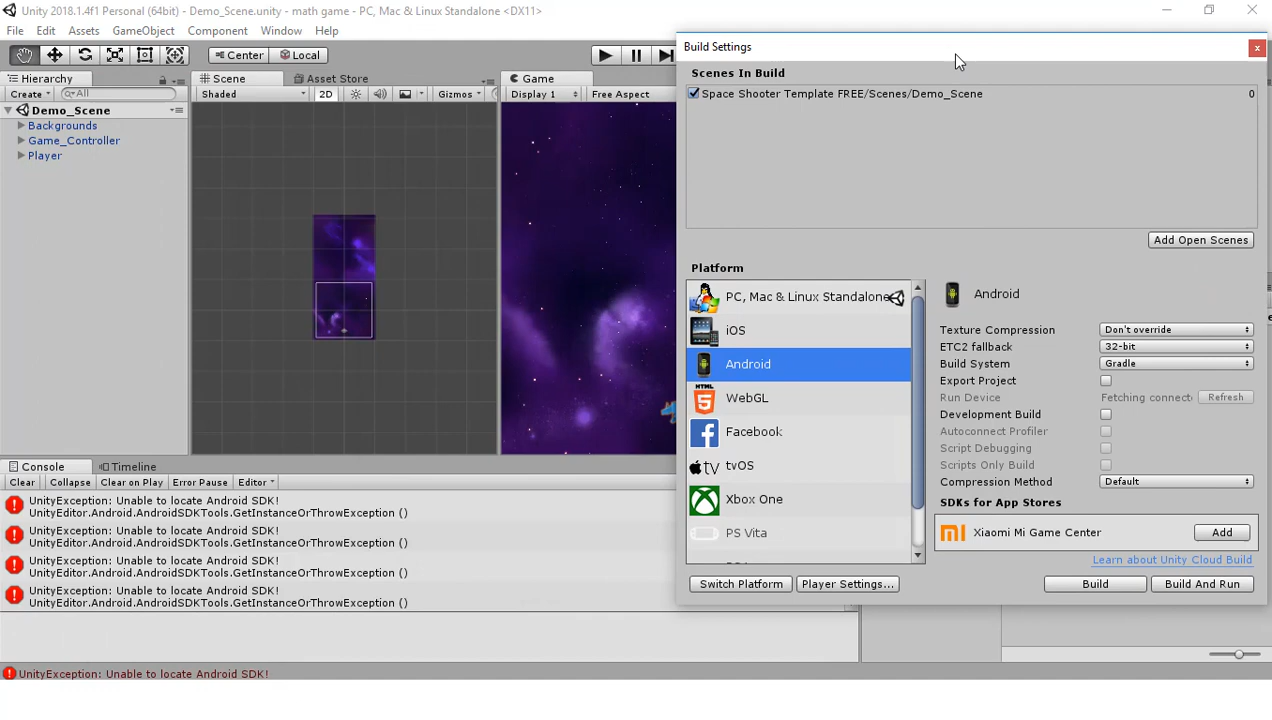 Unity 2018.1.4f1 Personal (64bit) - Demo_Scene.unity - math game - PC, Mac & Linux Standalone <DX11>
File Edit Assets GameObject Component Window Help
Center Local
Hierarchy
Create All
Demo_Scene
Backgrounds
Game_Controller
Player
Scene Asset Store
Shaded 2D Gizmos
Game
Display 1 Free Aspect
Build Settings
Scenes In Build
Space Shooter Template FREE/Scenes/Demo_Scene 0
Add Open Scenes
Platform
PC, Mac & Linux Standalone
iOS
Android
HTML
5
WebGL
Facebook
tv tvOS
Xbox One
PS Vita
Android
Texture Compression Don't override
ETC2 fallback 32-bit
Build System Gradle
Export Project
Run Device Fetching connect Refresh
Development Build
Autoconnect Profiler
Script Debugging
Scripts Only Build
Compression Method Default
SDKs for App Stores
Xiaomi Mi Game Center Add
Learn about Unity Cloud Build
Switch Platform Player Settings... Build Build And Run
Console Timeline
Clear Collapse Clear on Play Error Pause Editor
UnityException: Unable to locate Android SDK!
UnityEditor.Android.AndroidSDKTools.GetInstanceOrThrowException ()
UnityException: Unable to locate Android SDK!
UnityEditor.Android.AndroidSDKTools.GetInstanceOrThrowException ()
UnityException: Unable to locate Android SDK!
UnityEditor.Android.AndroidSDKTools.GetInstanceOrThrowException ()
UnityException: Unable to locate Android SDK!
UnityEditor.Android.AndroidSDKTools.GetInstanceOrThrowException ()
UnityException: Unable to locate Android SDK!